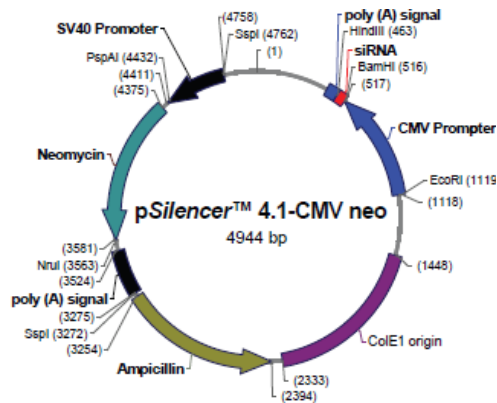 (4758)
SspI (4762)
(1)
poly (A) signal
HindIII (463)
siRNA
BamHI (516)
(517)
CMV Prompter
EcoRI (1119)
(1118)
(1448)
ColE1 origin
(2333)
(2394)
Ampicillin
(3254)
SspI (3272)
(3275)
poly (A) signal
(3524)
NruI (3563)
(3581)
Neomycin
(4375)
(4411)
PspAI (4432)
SV40 Promoter
pSilencer™ 4.1-CMV neo
4944 bp